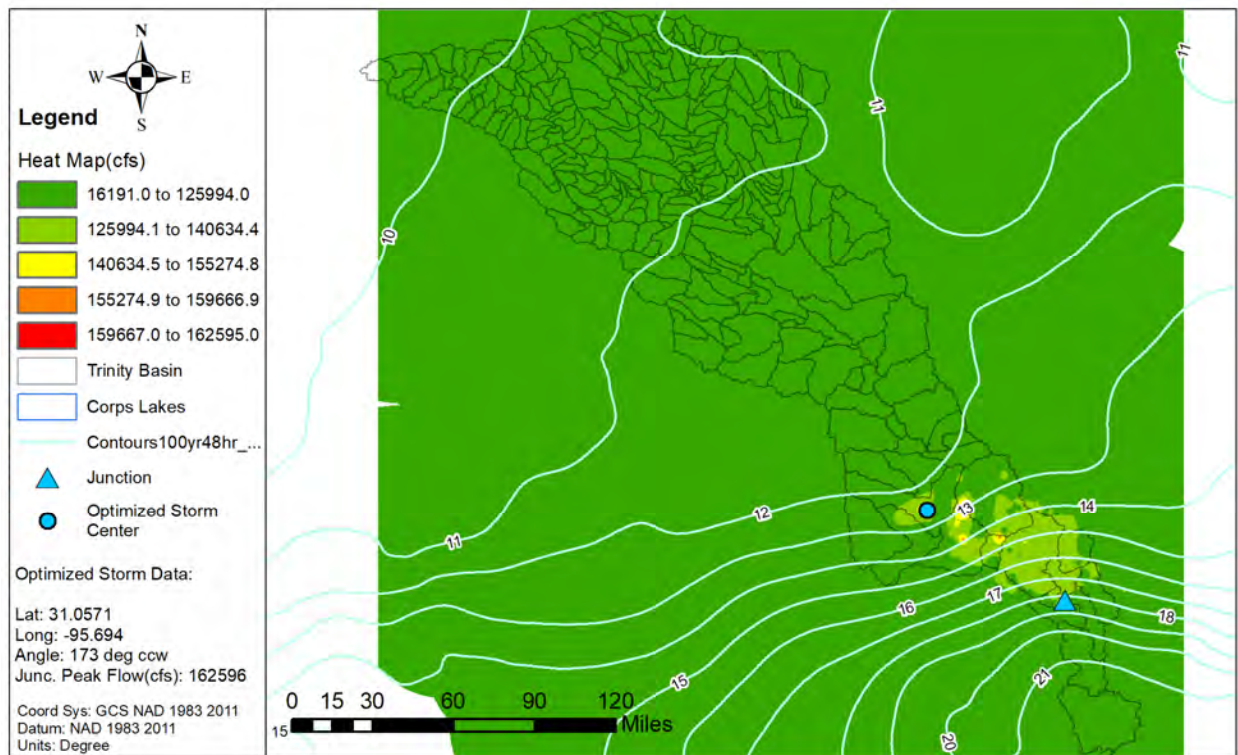 N
W E
S
Legend
Heat Map(cfs)
16191.0 to 125994.0
125994.1 to 140634.4
140634.5 to 155274.8
155274.9 to 159666.9
159667.0 to 162595.0
Trinity Basin
Corps Lakes
Contours100yr48hr_...
Junction
Optimized Storm
Center
Optimized Storm Data:
Lat: 31.0571
Long: -95.694
Angle: 173 deg ccw
Junc. Peak Flow(cfs): 162596
Coord Sys: GCS NAD 1983 2011
Datum: NAD 1983 2011
Units: Degree
11
11
10
12
13
14
11
16
17
18
15
21
20
0 15 30 60 90 120
Miles
15